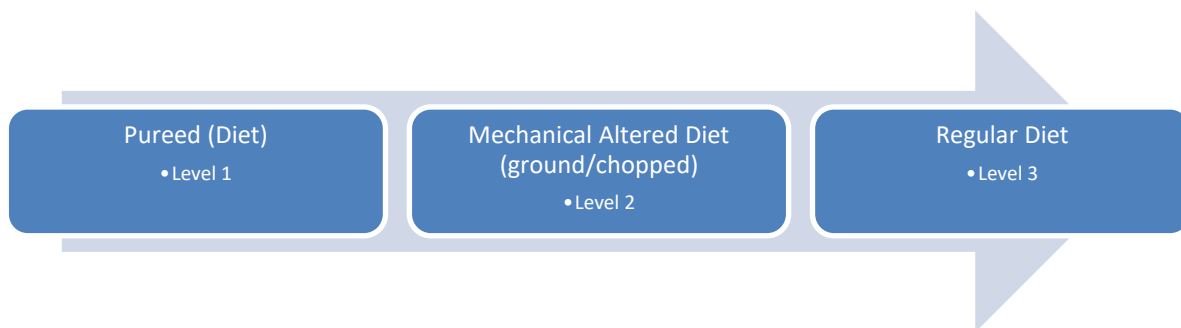 Pureed (Diet)
•Level 1
Mechanical Altered Diet
(ground/chopped)
•Level 2
Regular Diet
•Level 3